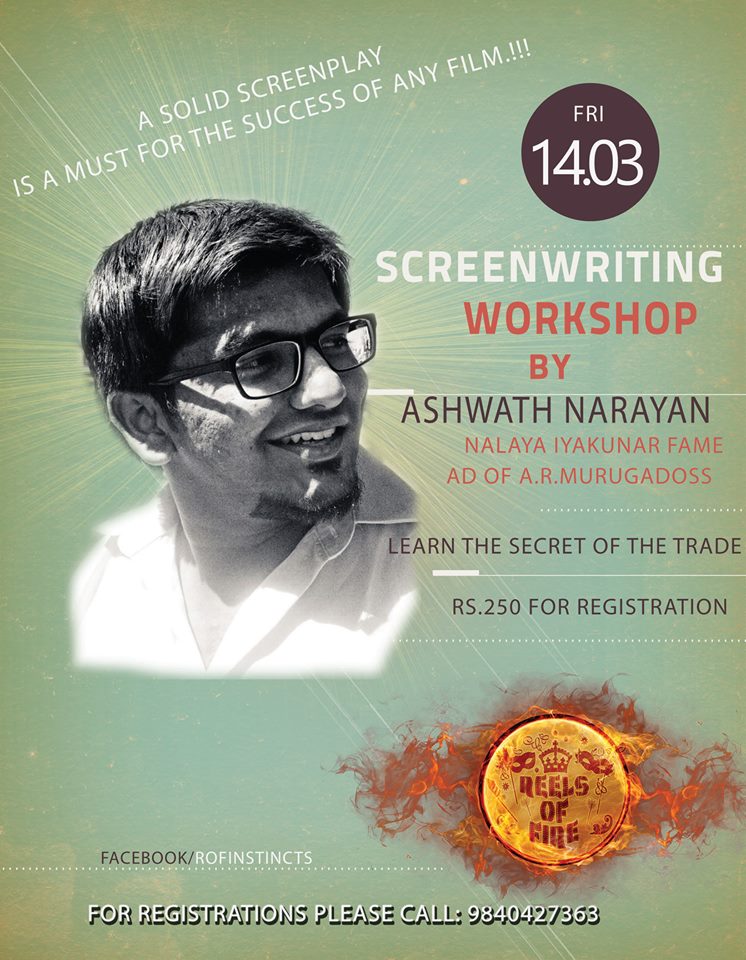 A SOLID SCREENPLAY
IS A MUST FOR THE SUCCESS OF ANY FILM.!!!
FRI
14.03
SCREENWRITING
WORKSHOP
BY
ASHWATH NARAYAN
NALAYA IYAKUNAR FAME
AD OF A.R.MURUGADOSS
LEARN THE SECRET OF THE TRADE
RS.250 FOR REGISTRATION
REELS
OF
FIRE
FACEBOOK/ROFINSTINCTS
FOR REGISTRATIONS PLEASE CALL: 9840427363